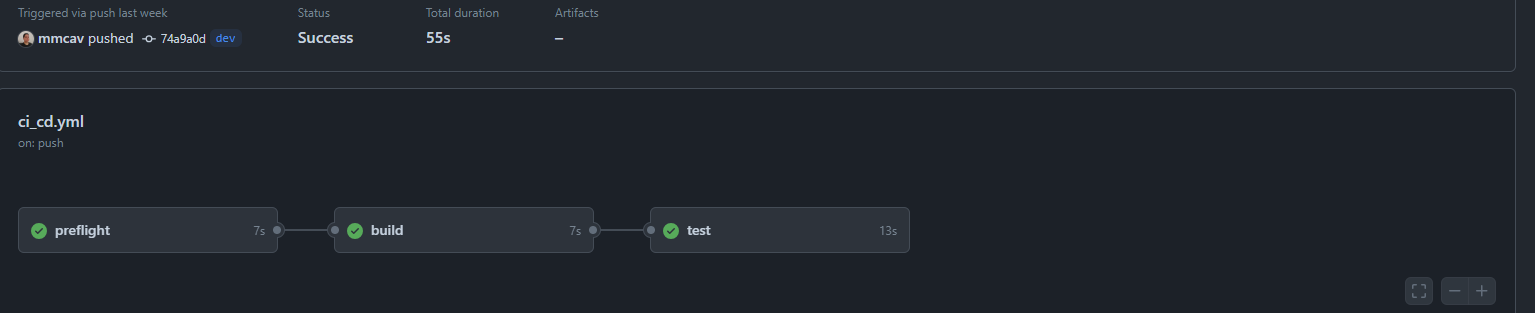 Triggered via push last week Status Total duration Artifacts
mmcav pushed 74a9a0d dev Success 55s –
ci_cd.yml
on: push
preflight 7s build 7s test 13s